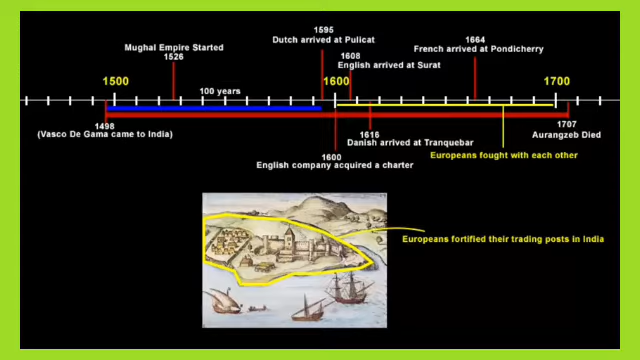 1595
Dutch arrived at Pulicat
1664
French arrived at Pondicherry
Mughal Empire Started
1526
1608
English arrived at Surat
1500
1600
1700
100 years
1498
(Vasco De Gama came to India)
1616
Danish arrived at Tranquebar
1707
Aurangzeb Died
1600
English company acquired a charter
Europeans fought with each other
Europeans fortified their trading posts in India